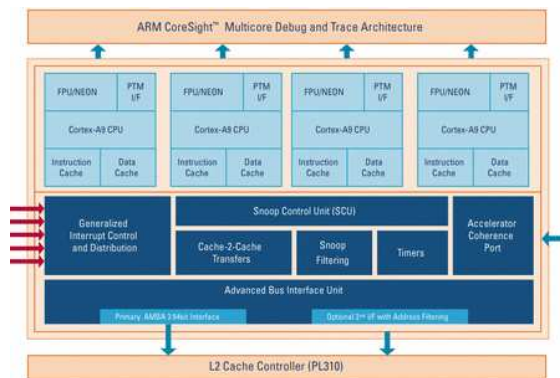 ARM CoreSight™ Multicore Debug and Trace Architecture
FPU/NEON
PTM
I/F
Cortex-A9 CPU
Instruction
Cache
Data
Cache
FPU/NEON
PTM
I/F
Cortex-A9 CPU
Instruction
Cache
Data
Cache
FPU/NEON
PTM
I/F
Cortex-A9 CPU
Instruction
Cache
Data
Cache
FPU/NEON
PTM
I/F
Cortex-A9 CPU
Instruction
Cache
Data
Cache
Generalized
Interrupt Control
and Distribution
Snoop Control Unit (SCU)
Cache-2-Cache
Transfers
Snoop
Filtering
Timers
Accelerator
Coherence
Port
Advanced Bus Interface Unit
Primary AMBA 3 64bit Interface
Optional 2nd I/F with Address Filtering
L2 Cache Controller (PL310)